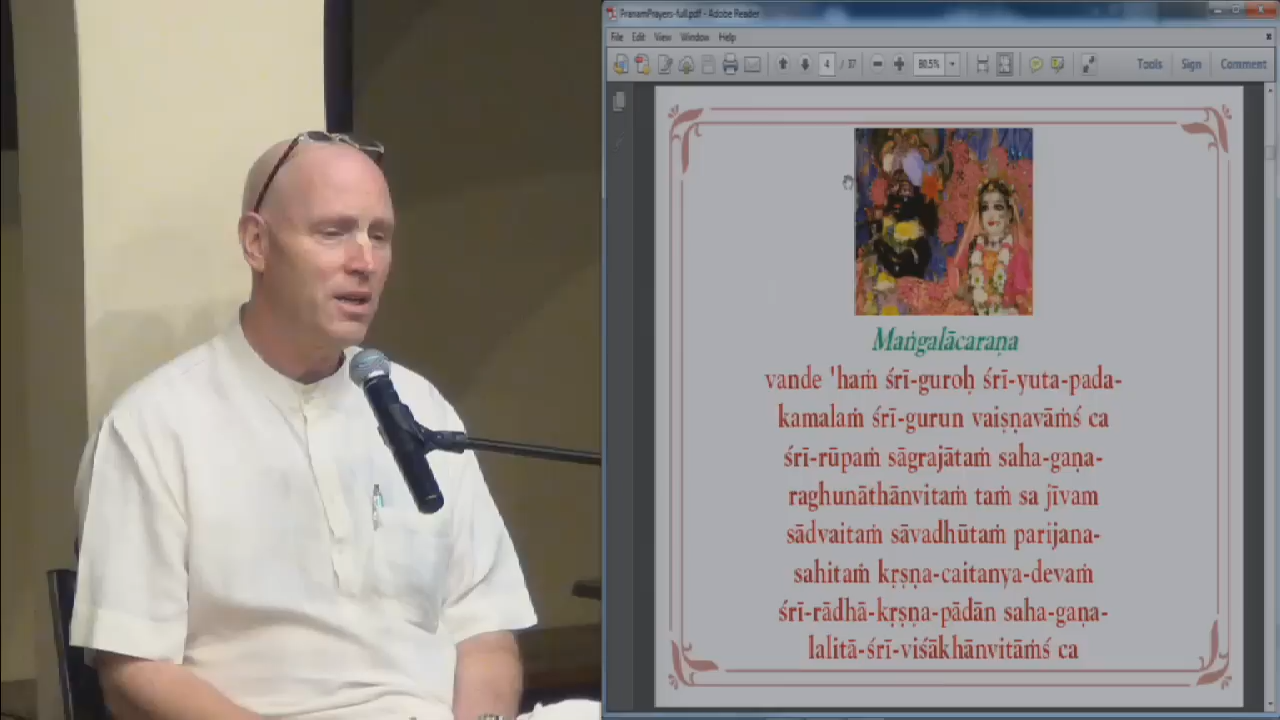 PranamPrayers-full.pdf - Adobe Reader
File Edit View Window Help
4 / 37 80.5% Tools Sign Comment
Maṅgalācaraṇa
vande 'haṁ śrī-guroḥ śrī-yuta-pada-
kamalaṁ śrī-gurun vaiṣṇavāṁś ca
śrī-rūpaṁ sāgrajātaṁ saha-gaṇa-
raghunāthānvitaṁ taṁ sa jīvam
sādvaitaṁ sāvadhūtaṁ parijana-
sahitaṁ kṛṣṇa-caitanya-devaṁ
śrī-rādhā-kṛṣṇa-pādān saha-gaṇa-
lalitā-śrī-viśākhānvitāṁś ca